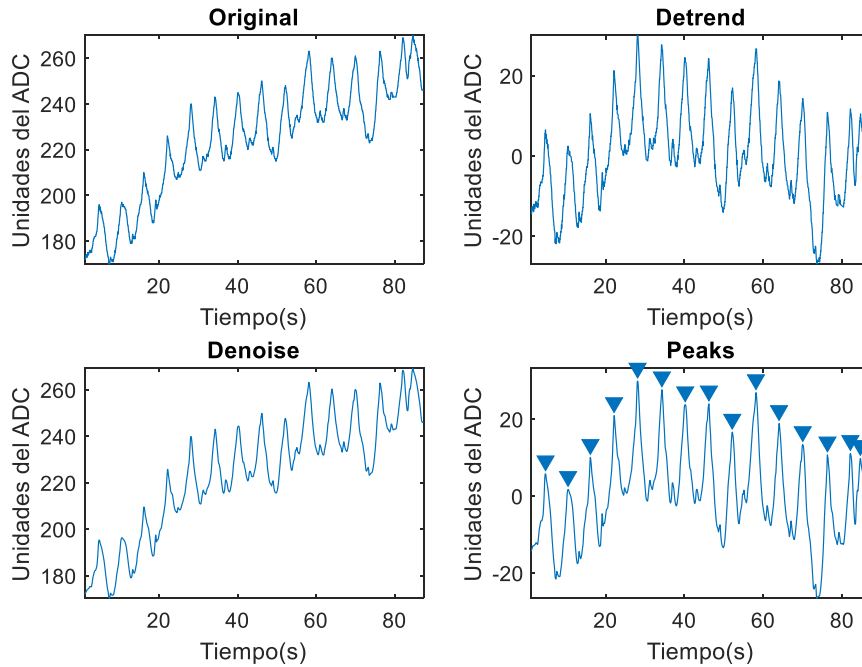 Original
260
240
220
200
180
Unidades del ADC
20 40 60 80
Tiempo(s)
Detrend
20
0
-20
Unidades del ADC
20 40 60 80
Tiempo(s)
Denoise
260
240
220
200
180
Unidades del ADC
20 40 60 80
Tiempo(s)
Peaks
20
0
-20
Unidades del ADC
20 40 60 80
Tiempo(s)